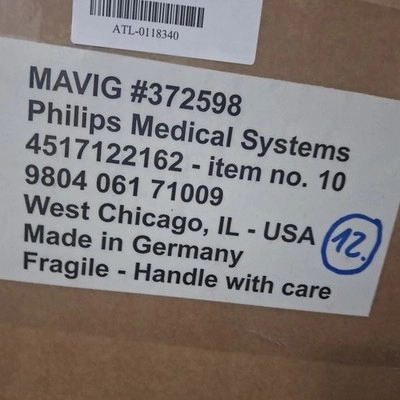 ATL-0118340
MAVIG #372598
Philips Medical Systems
4517122162 - item no. 10
9804 061 71009
West Chicago, IL - USA
Made in Germany
Fragile - Handle with care
12.